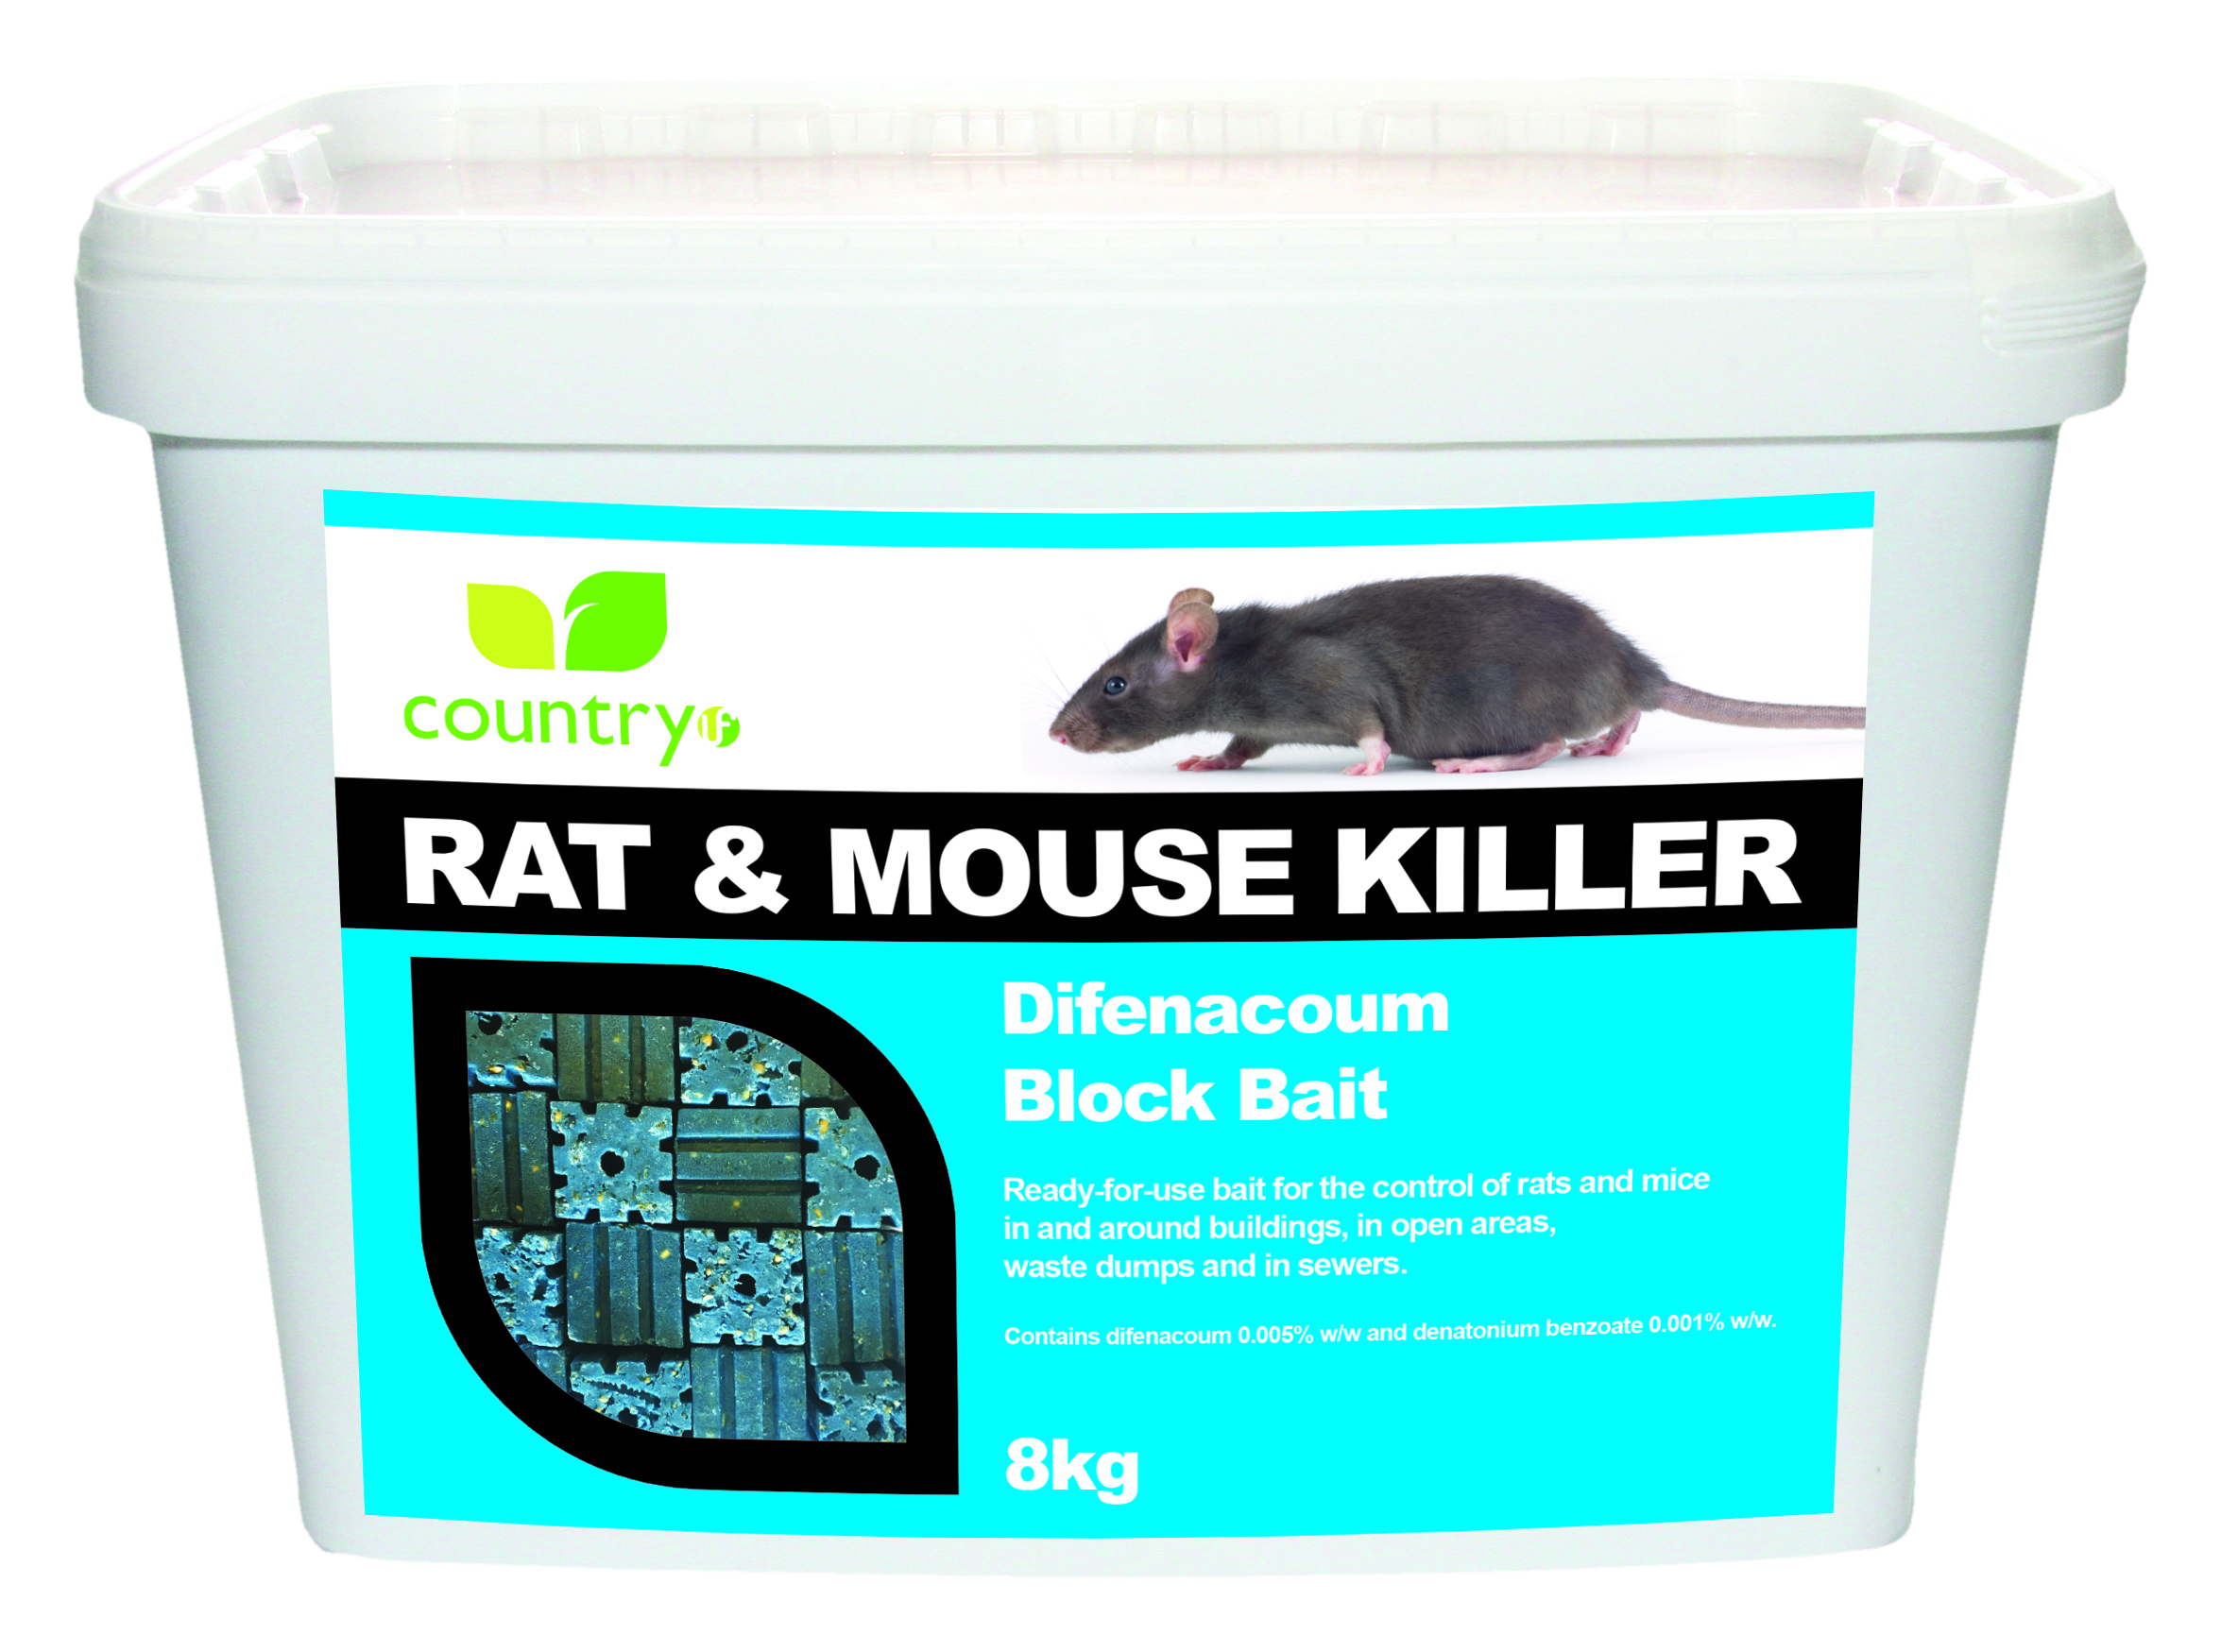 country TF
RAT & MOUSE KILLER
Difenacoum
Block Bait
Ready-for-use bait for the control of rats and mice
in and around buildings, in open areas,
waste dumps and in sewers.
Contains difenacoum 0.005% w/w and denatonium benzoate 0.001% w/w.
8kg